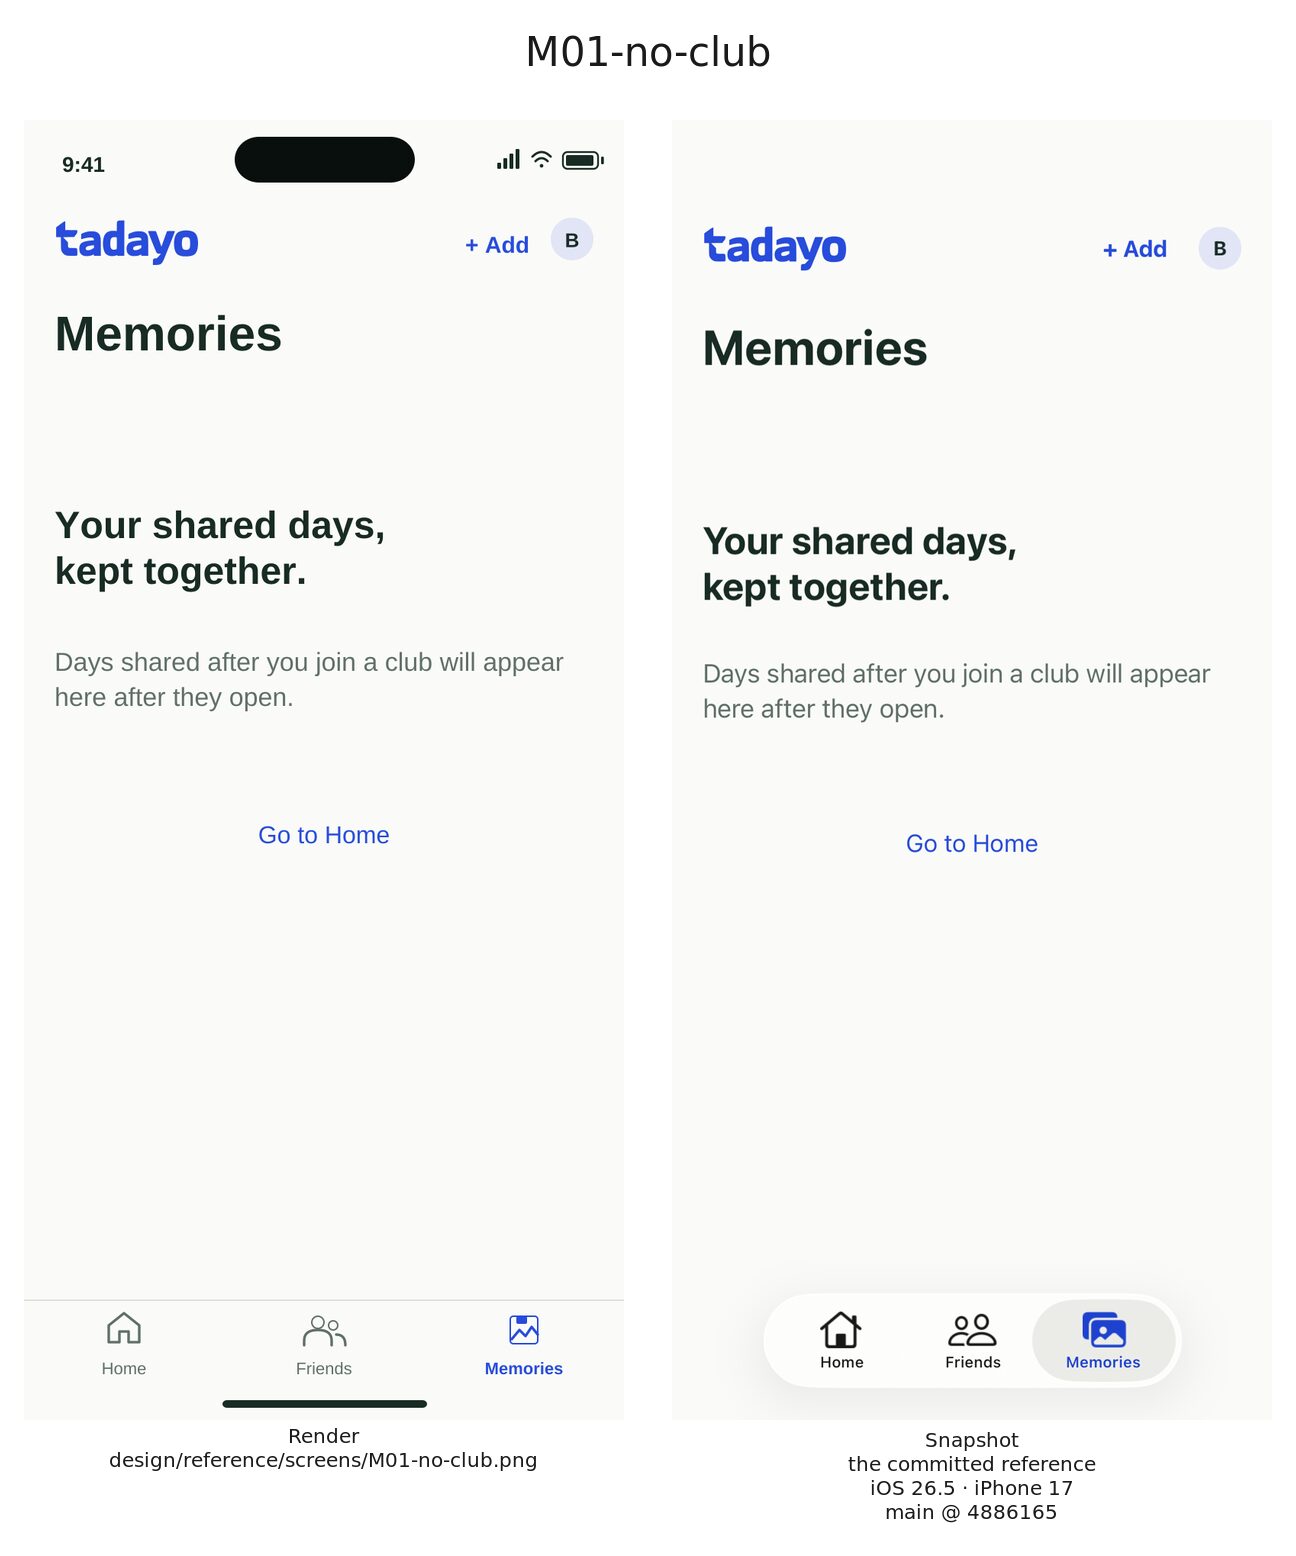 M01-no-club
9:41
tadayo
+ Add
B
Memories
Your shared days,
kept together.
Days shared after you join a club will appear
here after they open.
Go to Home
Home
Friends
Memories
Render
design/reference/screens/M01-no-club.png
tadayo
+ Add
B
Memories
Your shared days,
kept together.
Days shared after you join a club will appear
here after they open.
Go to Home
Home
Friends
Memories
Snapshot
the committed reference
iOS 26.5 · iPhone 17
main @ 4886165